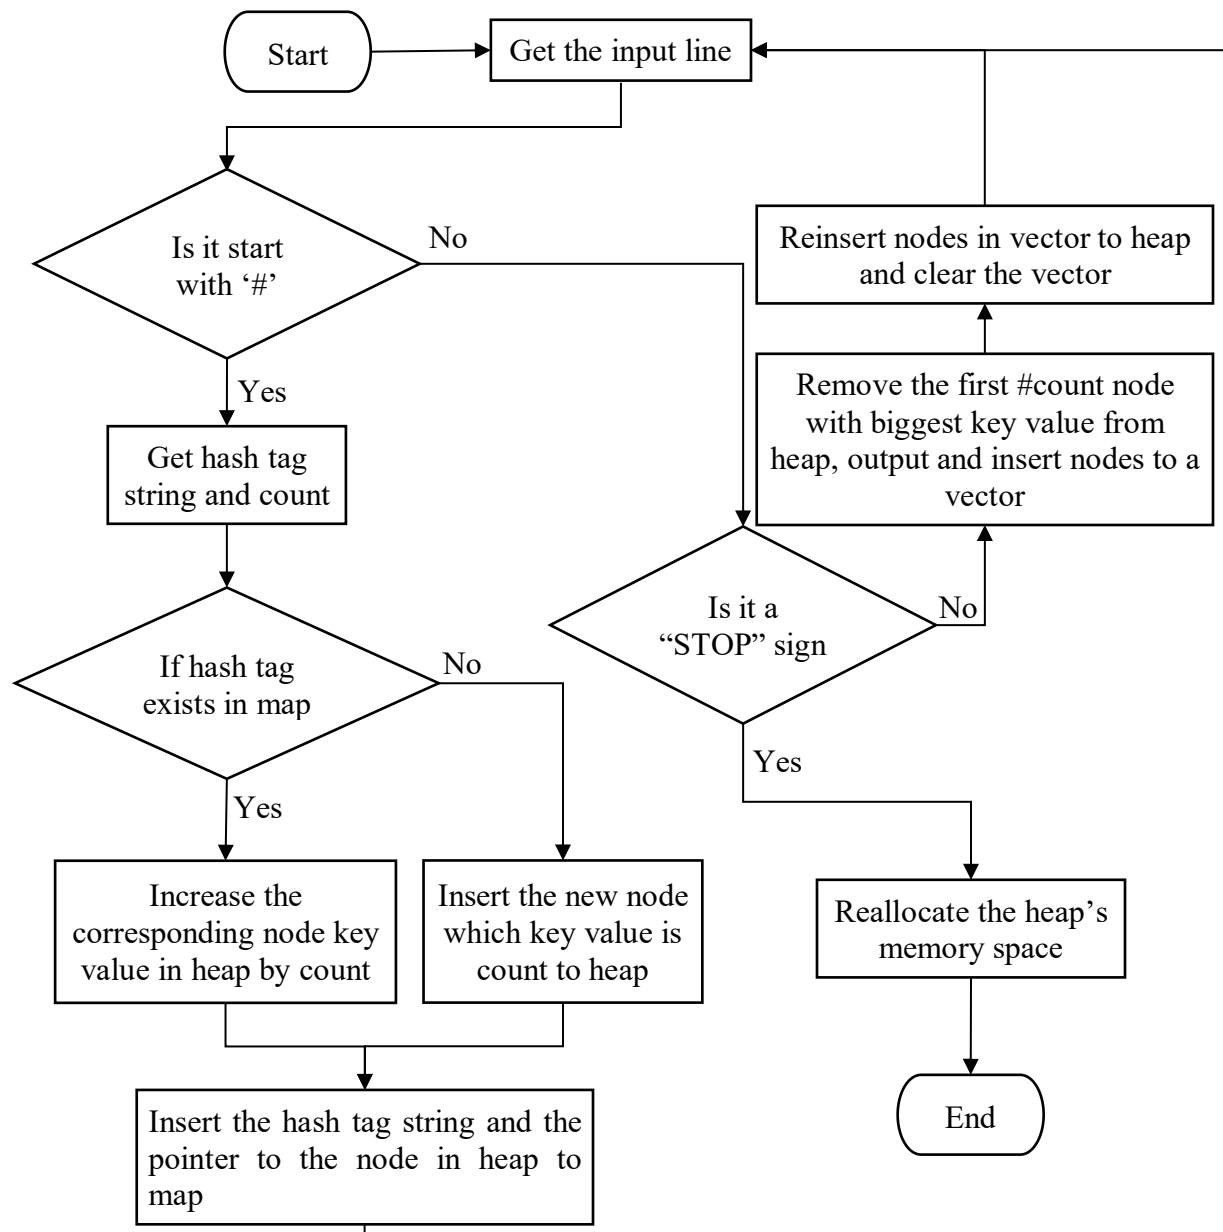 Start
Get the input line
Is it start
with ‘#’
No
Yes
Reinsert nodes in vector to heap
and clear the vector
Remove the first #count node
with biggest key value from
heap, output and insert nodes to a
vector
Get hash tag
string and count
Is it a
“STOP” sign
No
Yes
If hash tag
exists in map
No
Yes
Increase the
corresponding node key
value in heap by count
Insert the new node
which key value is
count to heap
Reallocate the heap’s
memory space
Insert the hash tag string and the
pointer to the node in heap to
map
End